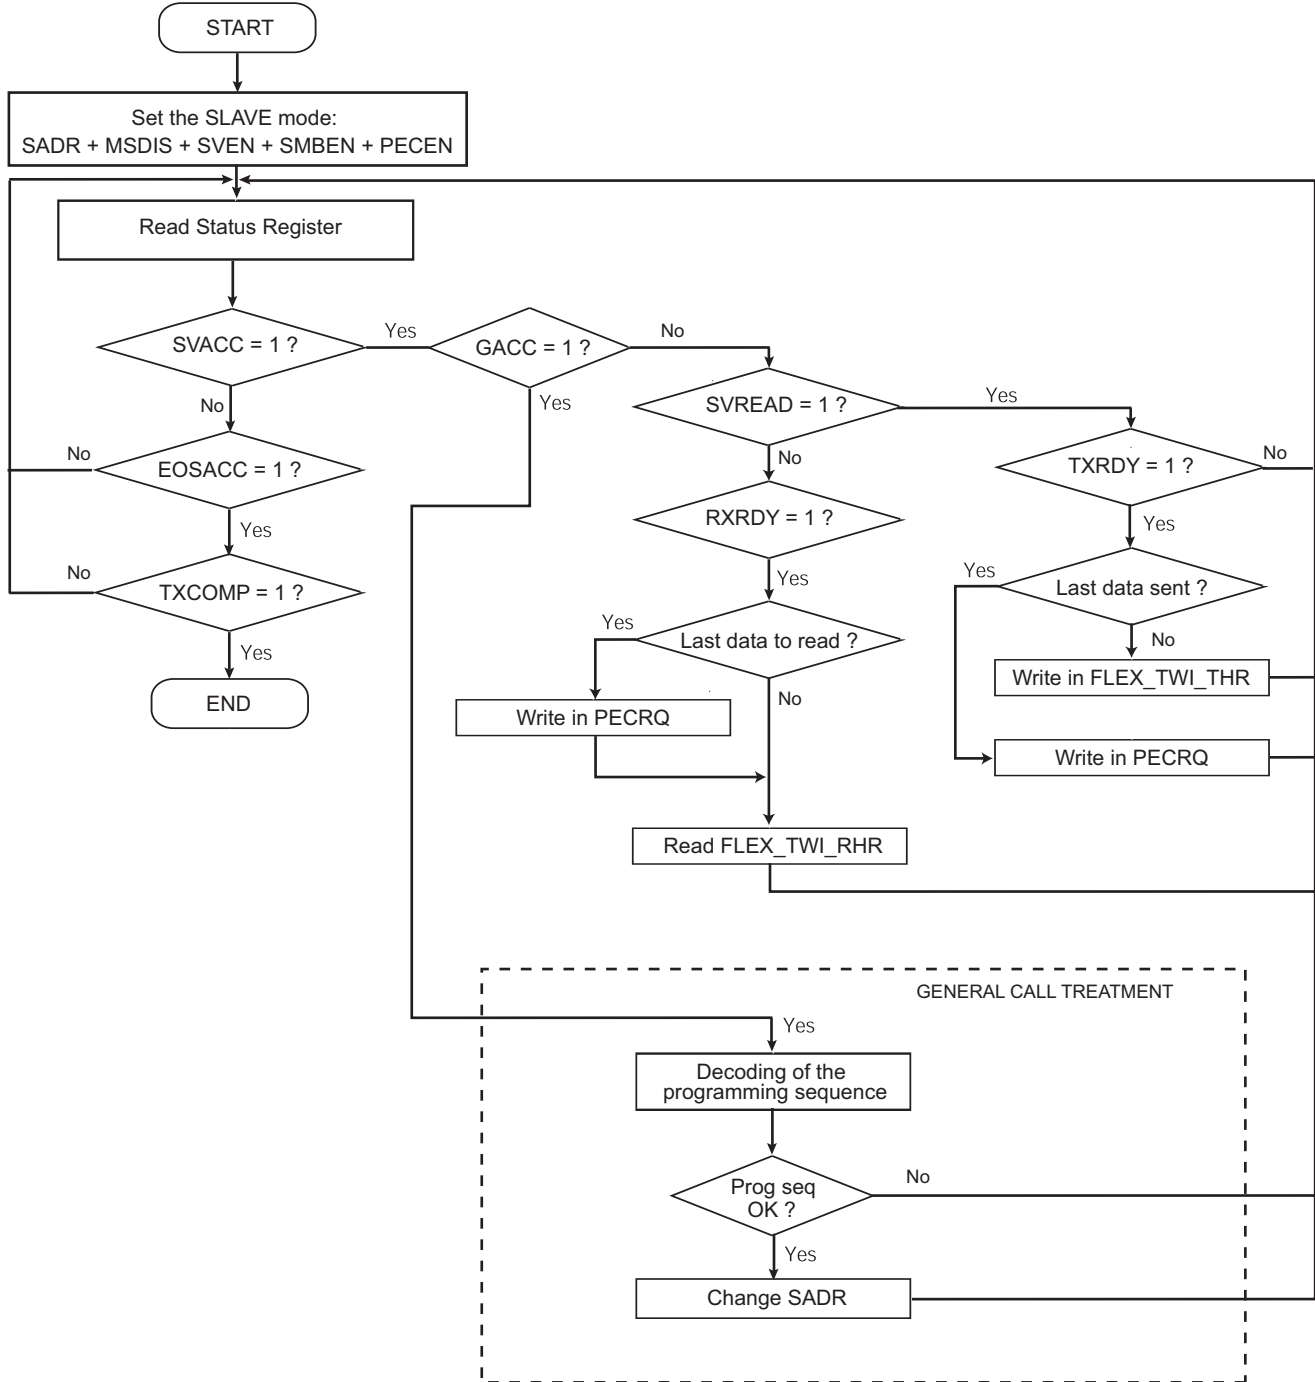 START
Set the SLAVE mode:
SADR + MSDIS + SVEN + SMBEN + PECEN
Read Status Register
SVACC = 1 ?
Yes
GACC = 1 ?
No
No
Yes
SVREAD = 1 ?
Yes
No
EOSACC = 1 ?
No
TXRDY = 1 ?
No
Yes
RXRDY = 1 ?
Yes
No
TXCOMP = 1 ?
Yes
Yes
Last data sent ?
Yes
Yes
Last data to read ?
No
Write in FLEX_TWI_THR
END
No
Write in PECRQ
Write in PECRQ
Read FLEX_TWI_RHR
GENERAL CALL TREATMENT
Yes
Decoding of the
programming sequence
No
Prog seq
OK ?
Yes
Change SADR